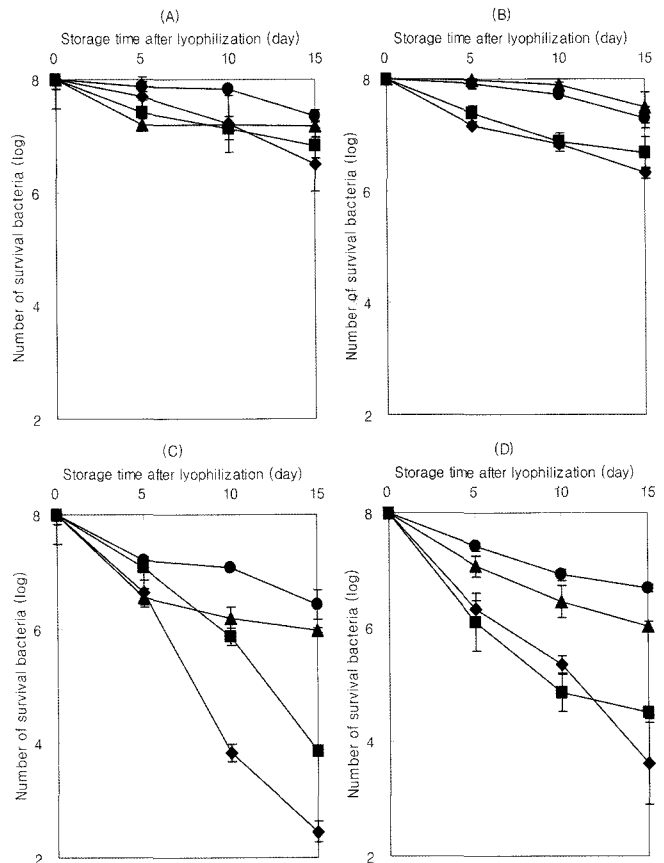 (A)
Storage time after lyophilization (day)
0 5 10 15
8
6
4
2
Number of survival bacteria (log)
(B)
Storage time after lyophilization (day)
0 5 10 15
8
6
4
2
Number of survival bacteria (log)
(C)
Storage time after lyophilization (day)
0 5 10 15
8
6
4
2
Number of survival bacteria (log)
(D)
Storage time after lyophilization (day)
0 5 10 15
8
6
4
2
Number of survival bacteria (log)